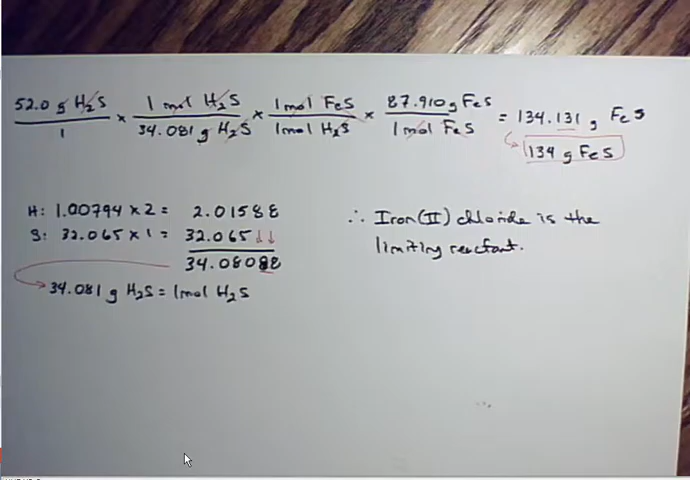 52.0 g H2S / 1 × 1 mol H2S / 34.081 g H2S × 1 mol FeS / 1 mol H2S × 87.910 g FeS / 1 mol FeS = 134.131 g FeS
134 g FeS
H: 1.00794 × 2 = 2.01588
S: 32.065 × 1 = 32.065
34.08088
34.081 g H2S = 1 mol H2S
∴ Iron(II) chloride is the
limiting reactant.